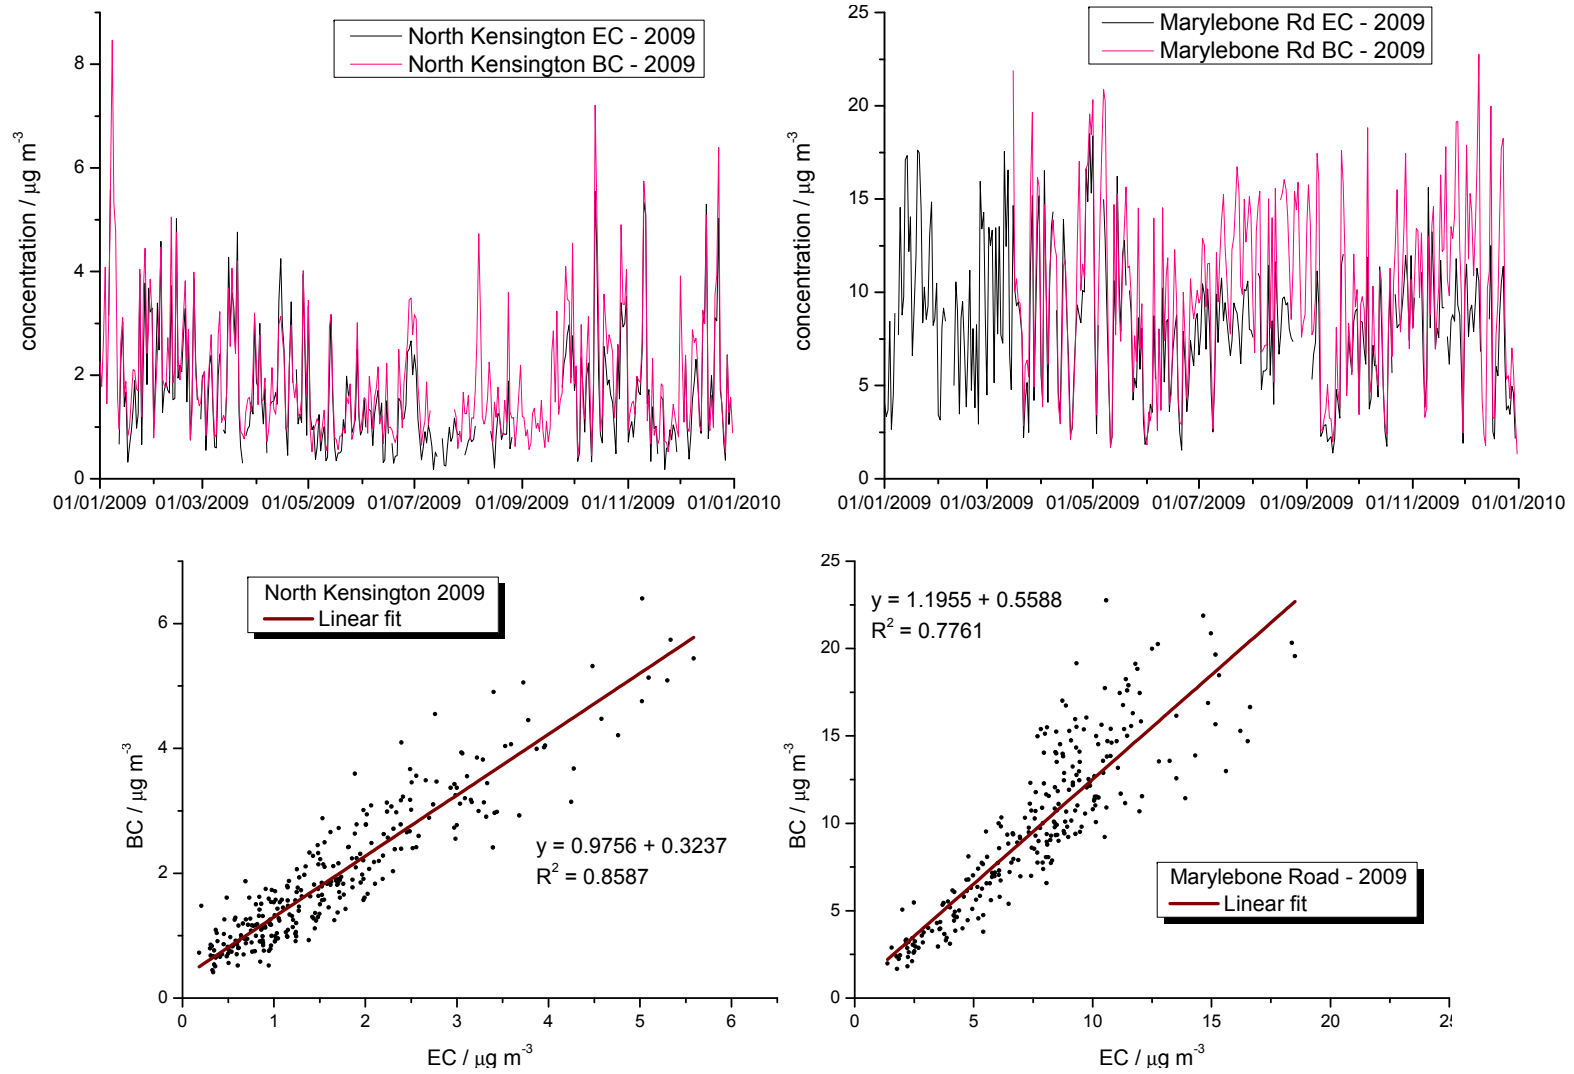 North Kensington EC - 2009
North Kensington BC - 2009
concentration / μg m-3
8
6
4
2
0
01/01/2009 01/03/2009 01/05/2009 01/07/2009 01/09/2009 01/11/2009 01/01/2010
Marylebone Rd EC - 2009
Marylebone Rd BC - 2009
concentration / μg m-3
25
20
15
10
5
0
01/01/2009 01/03/2009 01/05/2009 01/07/2009 01/09/2009 01/11/2009 01/01/2010
North Kensington 2009
Linear fit
BC / μg m-3
6
4
2
0
y = 0.9756 + 0.3237
R2 = 0.8587
0 1 2 3 4 5 6
EC / μg m-3
y = 1.1955 + 0.5588
R2 = 0.7761
BC / μg m-3
25
20
15
10
5
0
Marylebone Road - 2009
Linear fit
0 5 10 15 20 25
EC / μg m-3